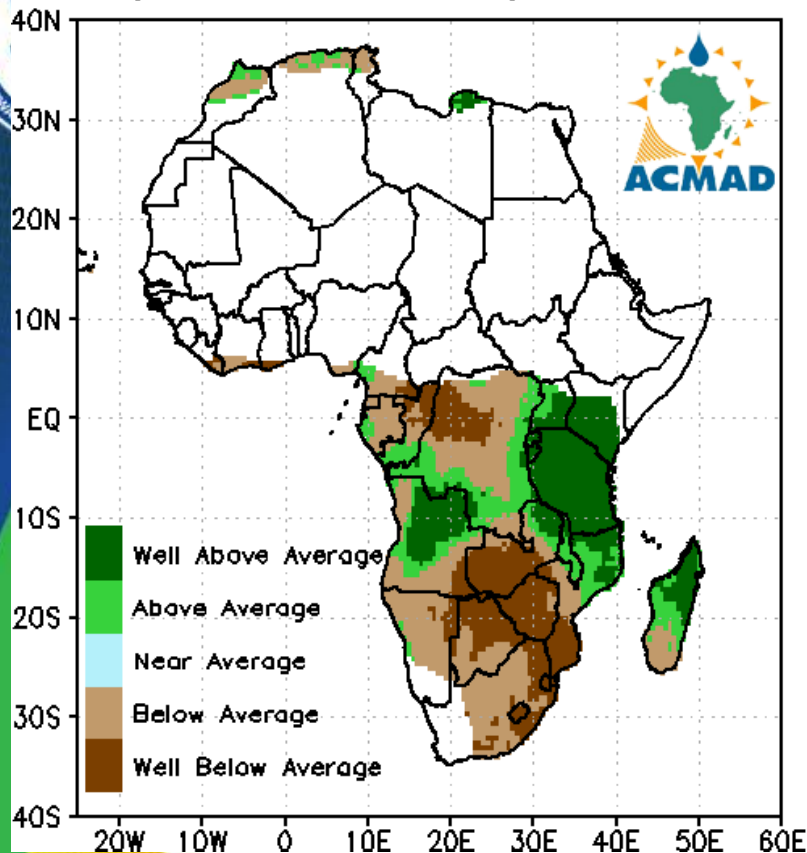 40N
30N
20N
10N
EQ
10S
20S
30S
40S
20W 10W 0 10E 20E 30E 40E 50E 60E
ACMAD
Well Above Average
Above Average
Near Average
Below Average
Well Below Average